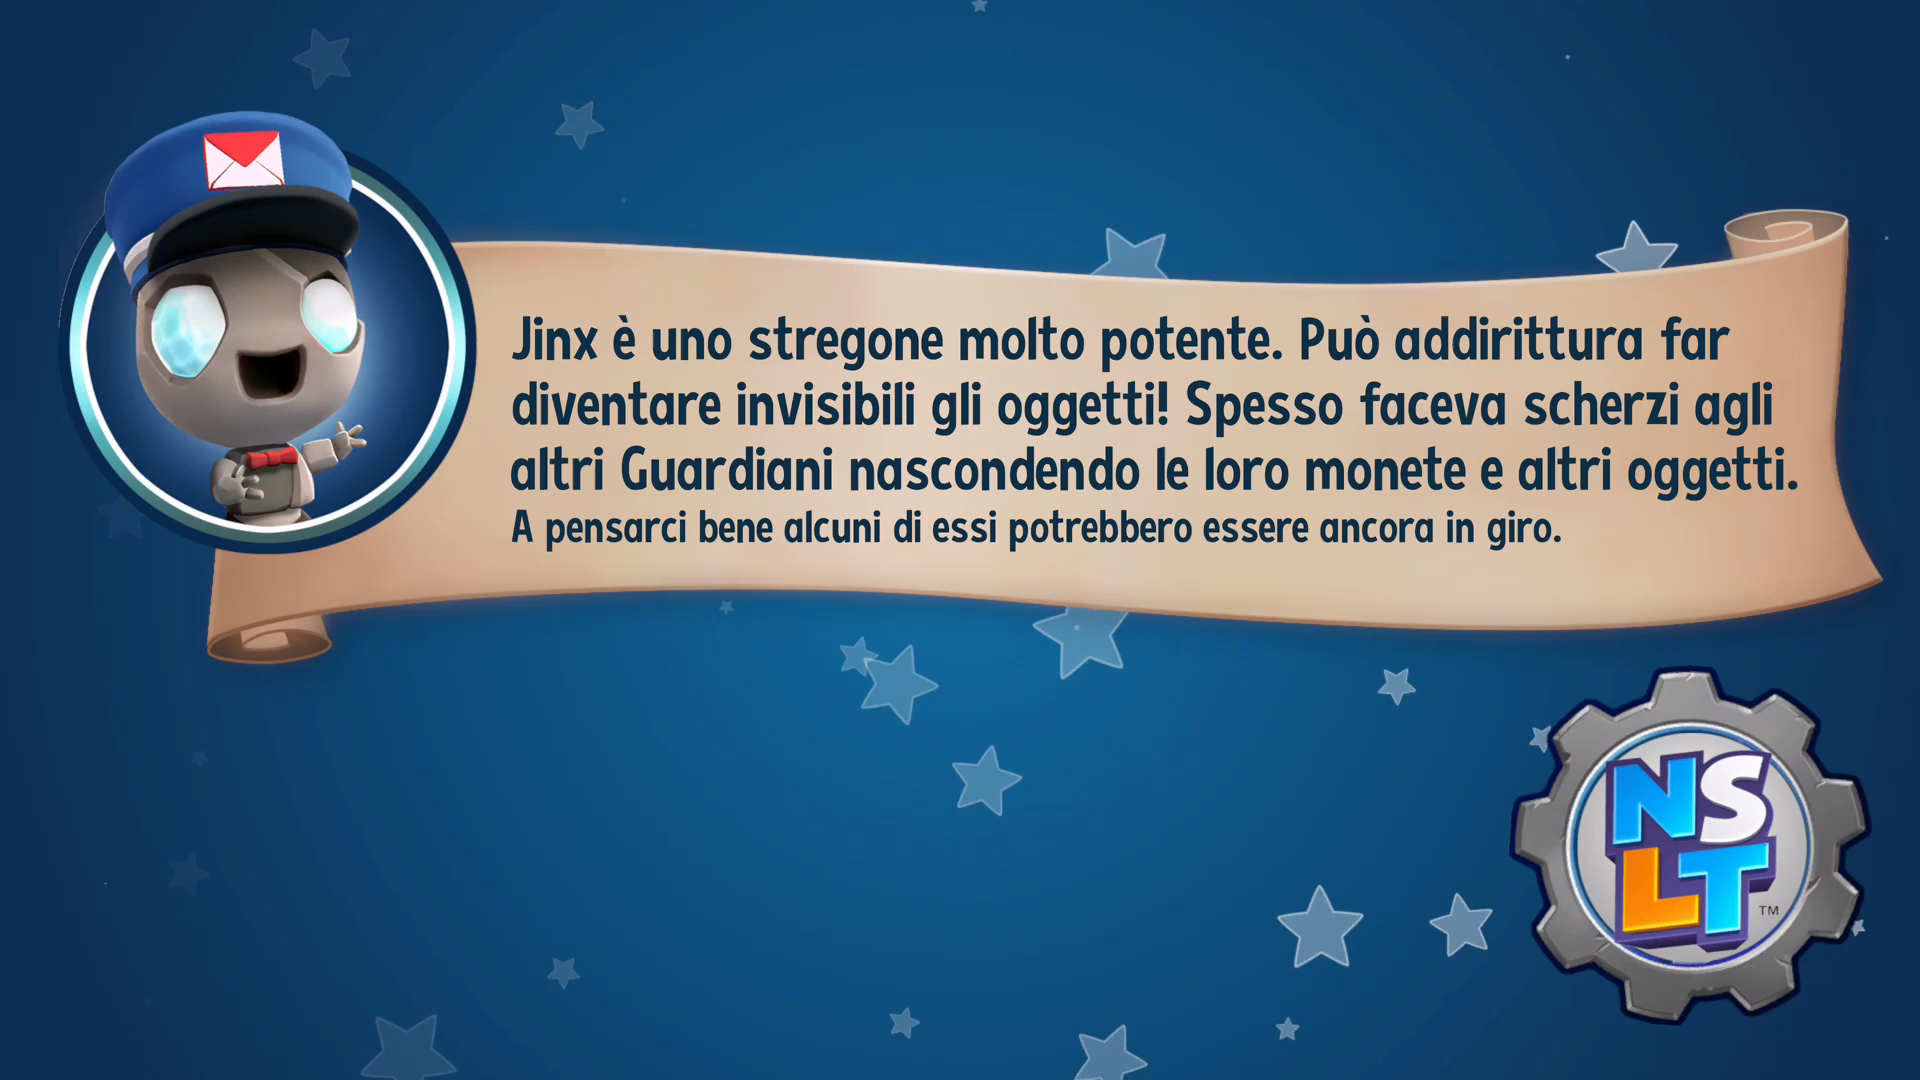 Jinx è uno stregone molto potente. Può addirittura far
diventare invisibili gli oggetti! Spesso faceva scherzi agli
altri Guardiani nascondendo le loro monete e altri oggetti.
A pensarci bene alcuni di essi potrebbero essere ancora in giro.
NS
LT
TM